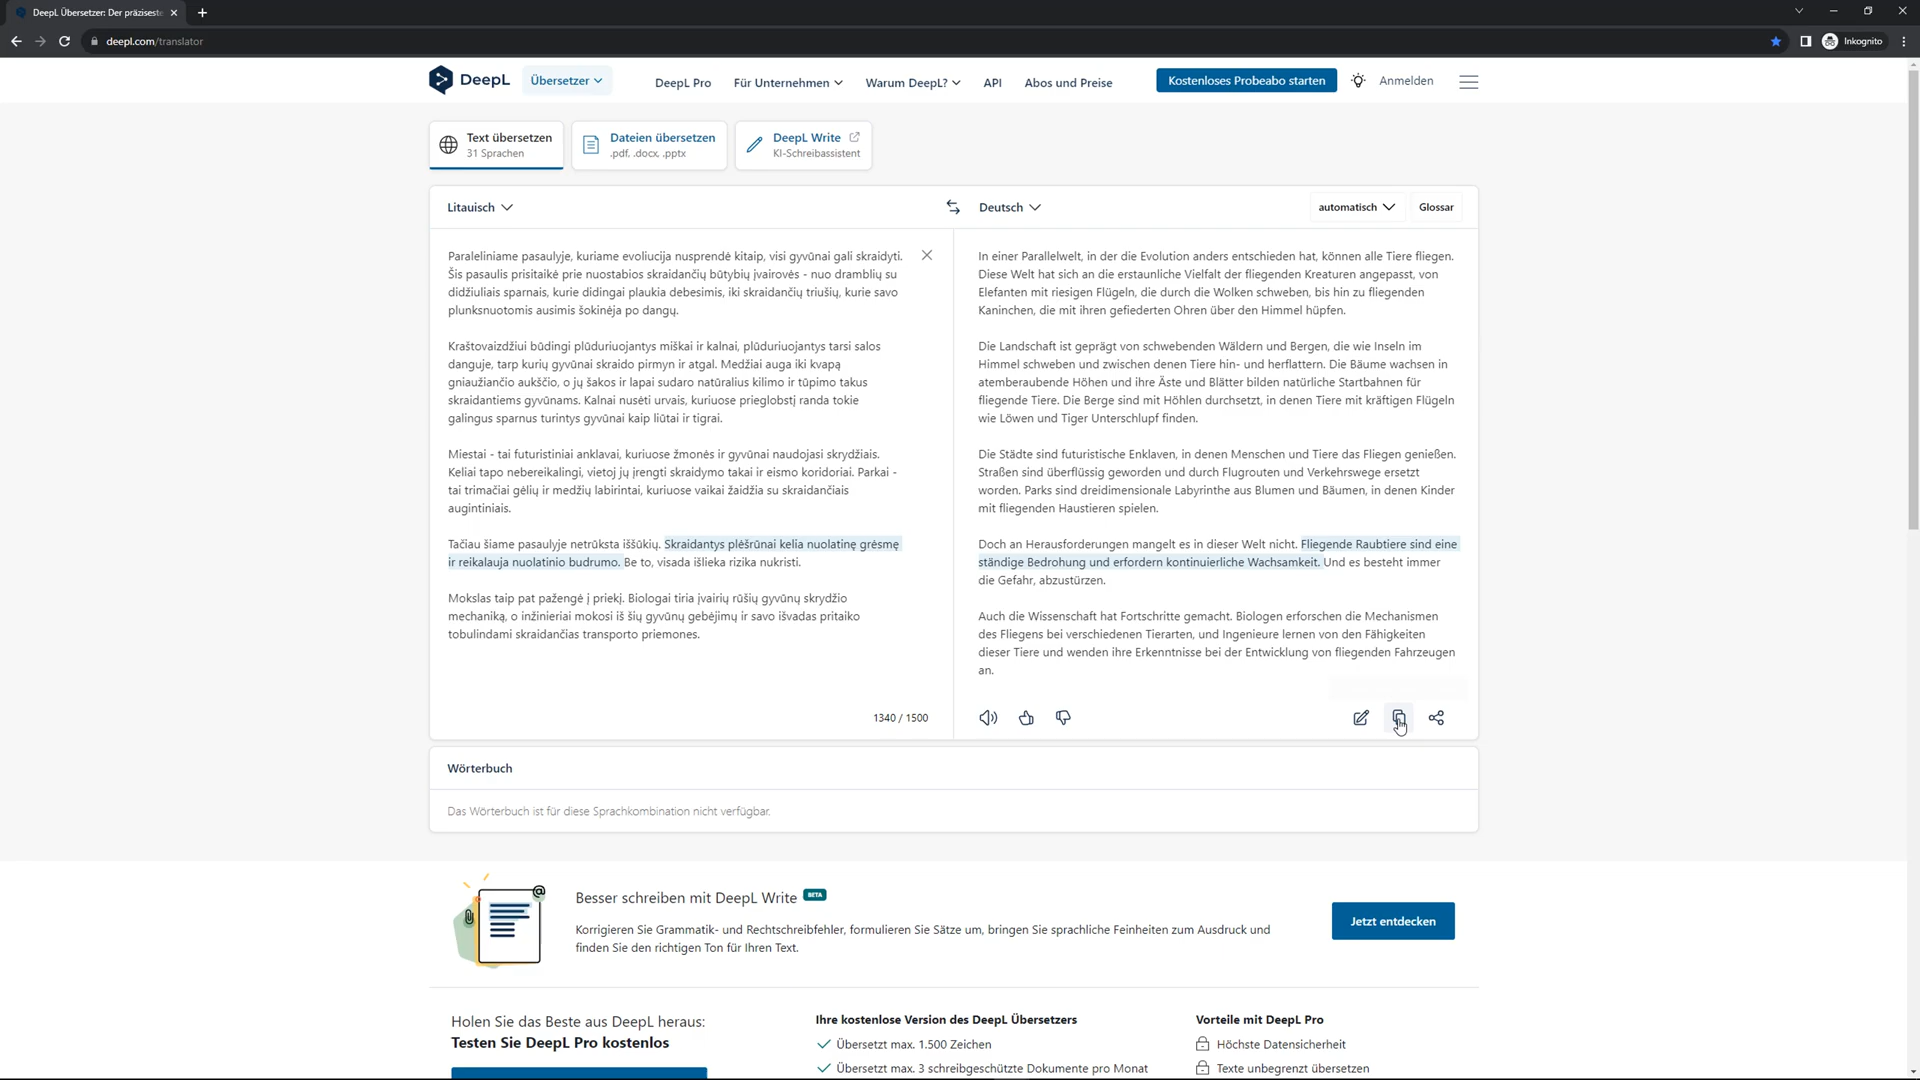 DeepL Übersetzer: Der präziseste
deepl.com/translator
Inkognito
DeepL
Übersetzer
DeepL Pro
Für Unternehmen
Warum DeepL?
API
Abos und Preise
Kostenloses Probeabo starten
Anmelden
Text übersetzen
31 Sprachen
Dateien übersetzen
.pdf, .docx, .pptx
DeepL Write
KI-Schreibassistent
Litauisch
Deutsch
automatisch
Glossar
Paraleliniame pasaulyje, kuriame evoliucija nusprendė kitaip, visi gyvūnai gali skraidyti.
Šis pasaulis prisitaikė prie nuostabios skraidančių būtybių įvairovės - nuo dramblių su
didžiuliais sparnais, kurie didingai plaukia debesimis, iki skraidančių triušių, kurie savo
plunksnuotomis ausimis šokinėja po dangų.
Kraštovaizdžiui būdingi plūduriuojantys miškai ir kalnai, plūduriuojantys tarsi salos
danguje, tarp kurių gyvūnai skraido pirmyn ir atgal. Medžiai auga iki kvapą
gniaužiančio aukščio, o jų šakos ir lapai sudaro natūralius kilimo ir tūpimo takus
skraidantiems gyvūnams. Kalnai nusėti urvais, kuriuose prieglobstį randa tokie
galingus sparnus turintys gyvūnai kaip liūtai ir tigrai.
Miestai - tai futuristiniai anklavai, kuriuose žmonės ir gyvūnai naudojasi skrydžiais.
Keliai tapo nebereikalingi, vietoj jų įrengti skraidymo takai ir eismo koridoriai. Parkai -
tai trimačiai gėlių ir medžių labirintai, kuriuose vaikai žaidžia su skraidančiais
augintiniais.
Tačiau šiame pasaulyje netrūksta iššūkių. Skraidantys plėšrūnai kelia nuolatinę grėsmę
ir reikalauja nuolatinio budrumo. Be to, visada išlieka rizika nukristi.
Mokslas taip pat pažengė į priekį. Biologai tiria įvairių rūšių gyvūnų skrydžio
mechaniką, o inžinieriai mokosi iš šių gyvūnų gebėjimų ir savo išvadas pritaiko
tobulindami skraidančias transporto priemones.
1340 / 1500
In einer Parallelwelt, in der die Evolution anders entschieden hat, können alle Tiere fliegen.
Diese Welt hat sich an die erstaunliche Vielfalt der fliegenden Kreaturen angepasst, von
Elefanten mit riesigen Flügeln, die durch die Wolken schweben, bis hin zu fliegenden
Kaninchen, die mit ihren gefiederten Ohren über den Himmel hüpfen.
Die Landschaft ist geprägt von schwebenden Wäldern und Bergen, die wie Inseln im
Himmel schweben und zwischen denen Tiere hin- und herflattern. Die Bäume wachsen in
atemberaubende Höhen und ihre Äste und Blätter bilden natürliche Startbahnen für
fliegende Tiere. Die Berge sind mit Höhlen durchsetzt, in denen Tiere mit kräftigen Flügeln
wie Löwen und Tiger Unterschlupf finden.
Die Städte sind futuristische Enklaven, in denen Menschen und Tiere das Fliegen genießen.
Straßen sind überflüssig geworden und durch Flugrouten und Verkehrswege ersetzt
worden. Parks sind dreidimensionale Labyrinthe aus Blumen und Bäumen, in denen Kinder
mit fliegenden Haustieren spielen.
Doch an Herausforderungen mangelt es in dieser Welt nicht. Fliegende Raubtiere sind eine
ständige Bedrohung und erfordern kontinuierliche Wachsamkeit. Und es besteht immer
die Gefahr, abzustürzen.
Auch die Wissenschaft hat Fortschritte gemacht. Biologen erforschen die Mechanismen
des Fliegens bei verschiedenen Tierarten, und Ingenieure lernen von den Fähigkeiten
dieser Tiere und wenden ihre Erkenntnisse bei der Entwicklung von fliegenden Fahrzeugen
an.
Wörterbuch
Das Wörterbuch ist für diese Sprachkombination nicht verfügbar.
Besser schreiben mit DeepL Write BETA
Korrigieren Sie Grammatik- und Rechtschreibfehler, formulieren Sie Sätze um, bringen Sie sprachliche Feinheiten zum Ausdruck und
finden Sie den richtigen Ton für Ihren Text.
Jetzt entdecken
Holen Sie das Beste aus DeepL heraus:
Testen Sie DeepL Pro kostenlos
Ihre kostenlose Version des DeepL Übersetzers
Übersetzt max. 1.500 Zeichen
Übersetzt max. 3 schreibgeschützte Dokumente pro Monat
Vorteile mit DeepL Pro
Höchste Datensicherheit
Texte unbegrenzt übersetzen